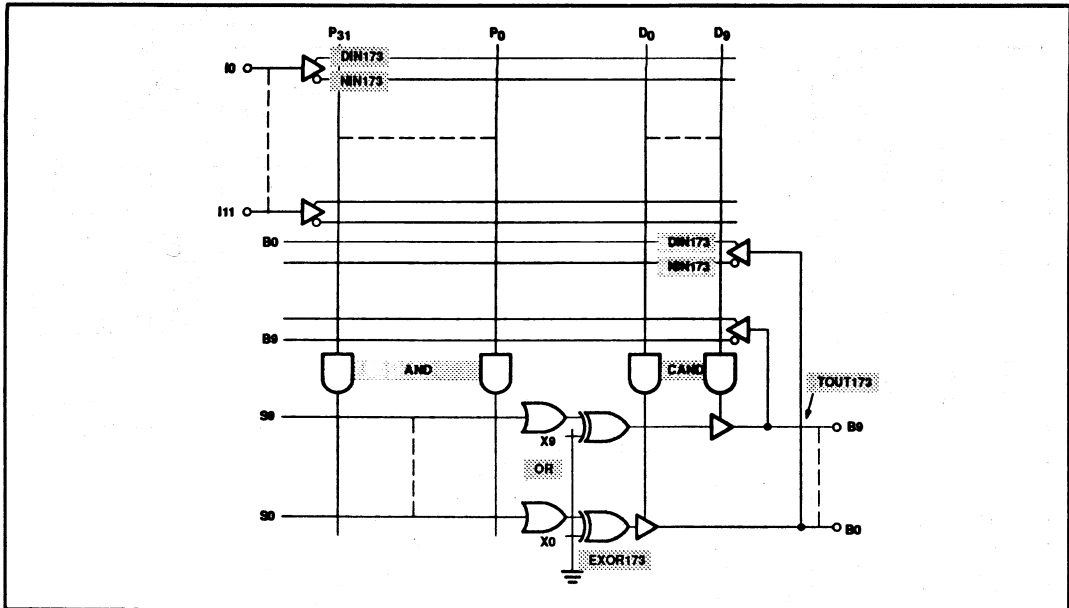 P31 P0 D0 D9
DIN173
I0
NIN173
I11
B0 DIN173
NIN173
B9
AND CAND
TOUT173
S9
X9 B9
OR
S0
X0 B0
EXOR173